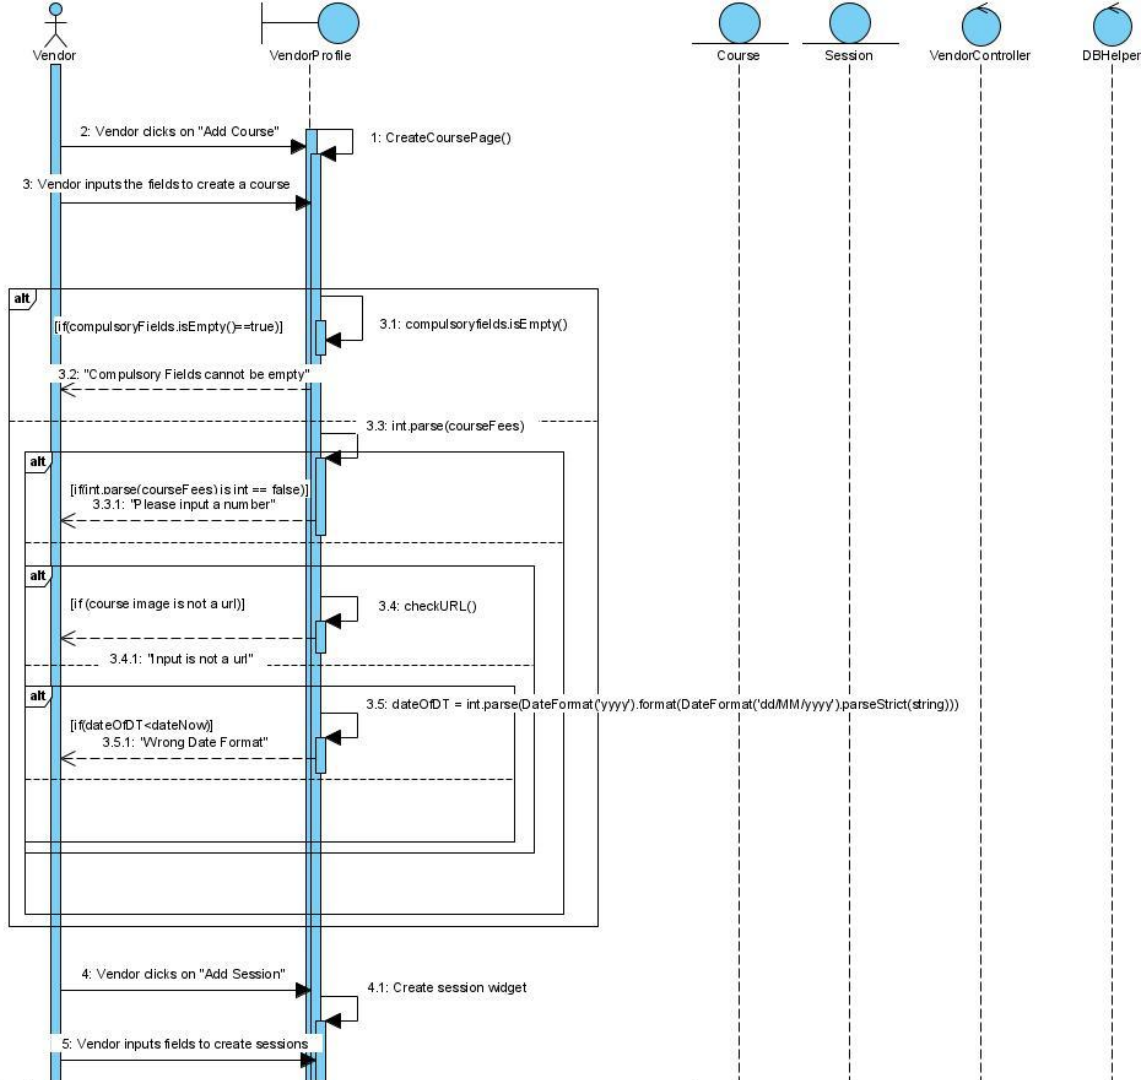 Vendor
VendorProfile
Course
Session
VendorController
DBHelper
2: Vendor clicks on "Add Course"
1: CreateCoursePage()
3: Vendor inputs the fields to create a course
alt
[if(compulsoryFields.isEmpty()==true)]
3.1: compulsoryfields.isEmpty()
3.2: "Compulsory Fields cannot be empty"
3.3: int.parse(courseFees)
alt
[if(int.parse(courseFees) is int == false)]
3.3.1: "Please input a number"
alt
[if (course image is not a url)]
3.4: checkURL()
3.4.1: "Input is not a url"
alt
3.5: dateOfDT = int.parse(DateFormat('yyyy').format(DateFormat('dd/MM/yyyy').parseStrict(string)))
[if(dateOfDT<dateNow)]
3.5.1: "Wrong Date Format"
4: Vendor clicks on "Add Session"
4.1: Create session widget
5: Vendor inputs fields to create sessions